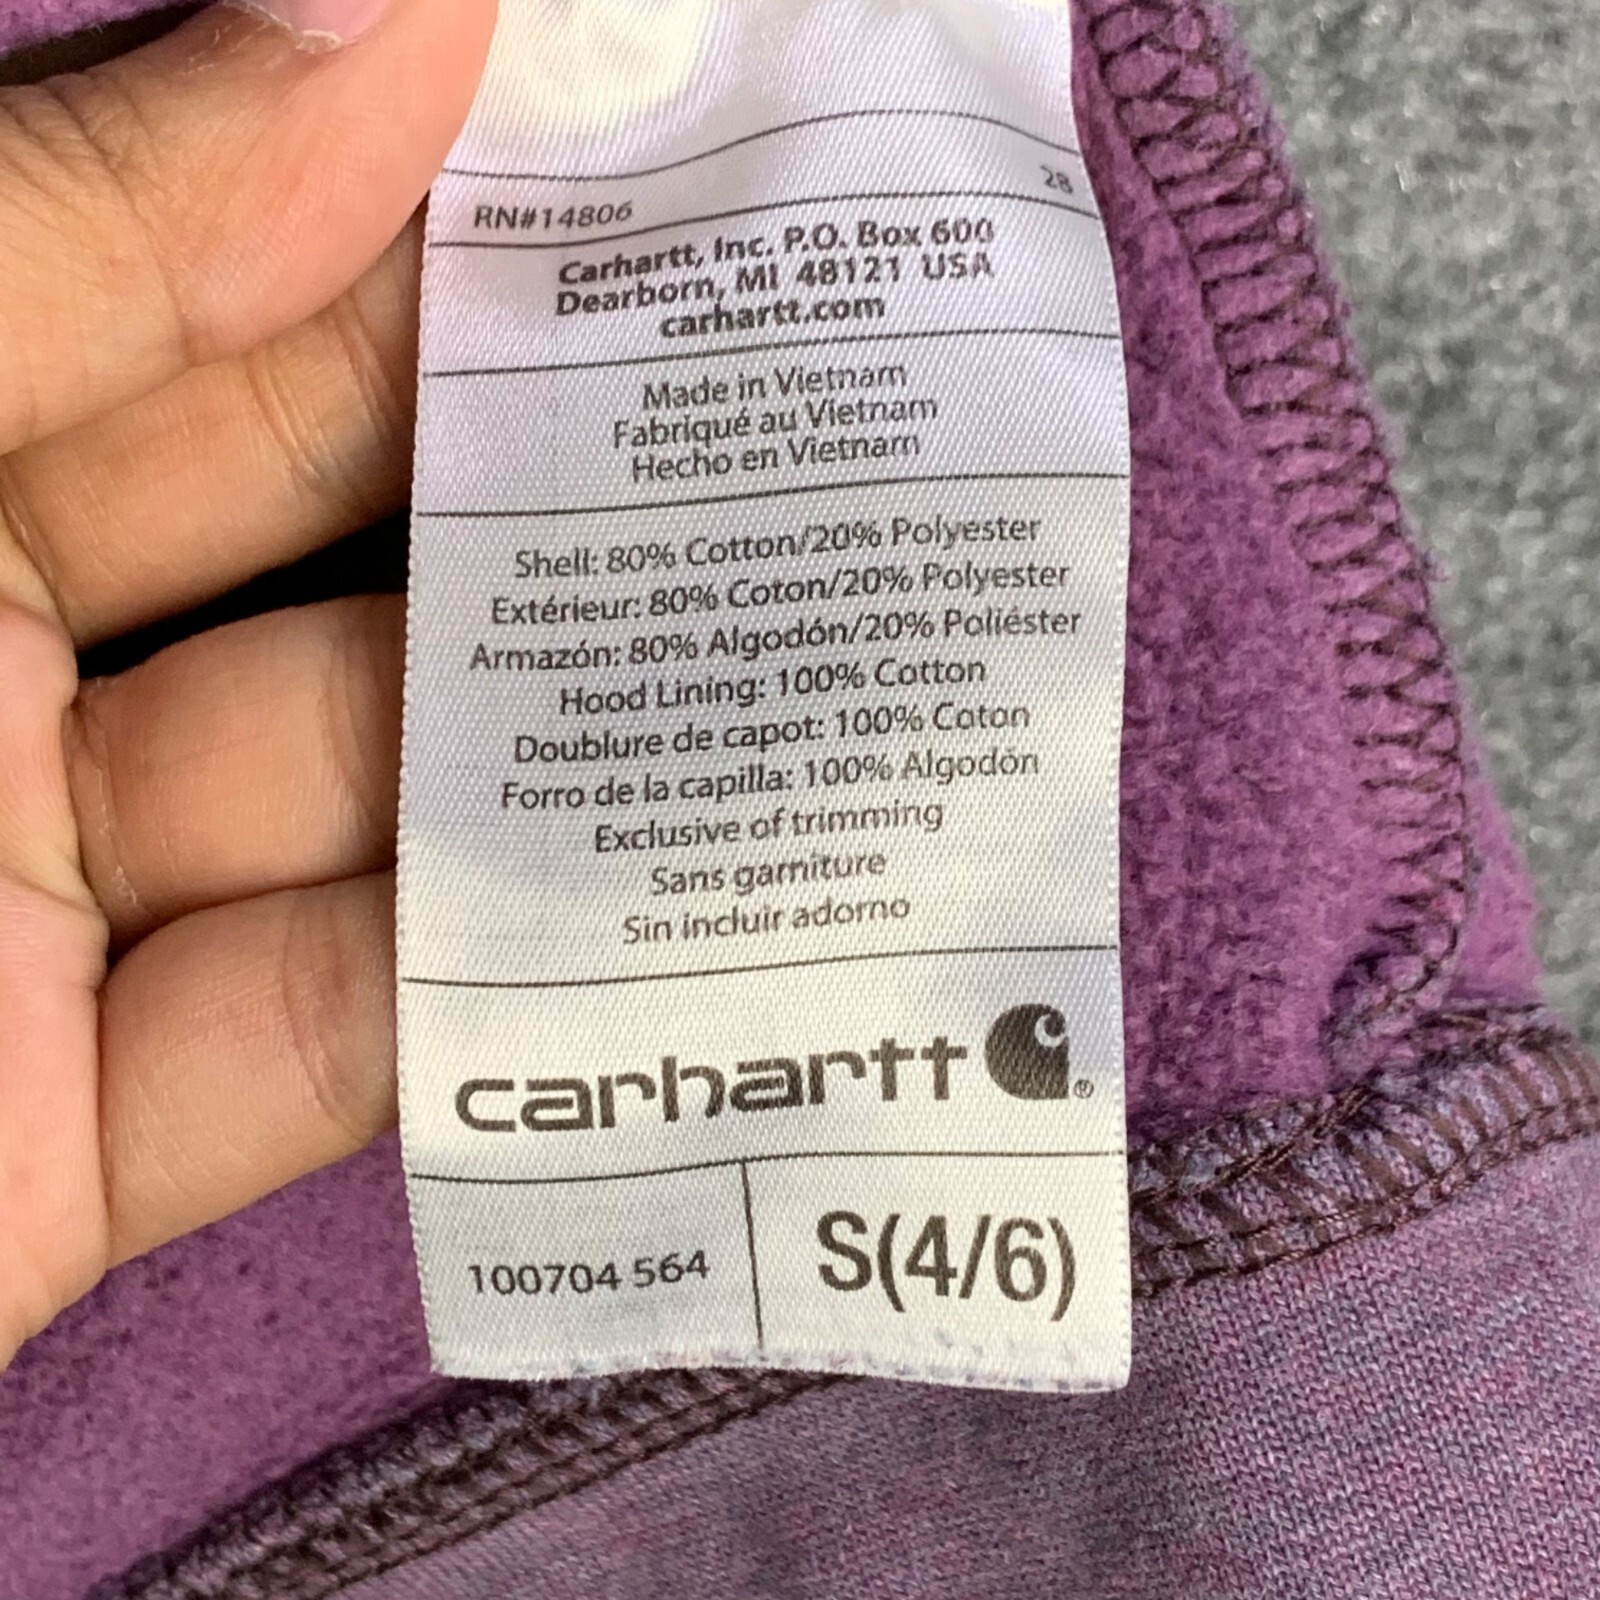 28
RN#14806
Carhartt, Inc. P.O. Box 600
Dearborn, MI 48121 USA
carhartt.com
Made in Vietnam
Fabriqué au Vietnam
Hecho en Vietnam
Shell: 80% Cotton/20% Polyester
Extérieur: 80% Coton/20% Polyester
Armazón: 80% Algodón/20% Poliéster
Hood Lining: 100% Cotton
Doublure de capot: 100% Coton
Forro de la capilla: 100% Algodón
Exclusive of trimming
Sans garniture
Sin incluir adorno
carhartt ®
100704 564
S(4/6)